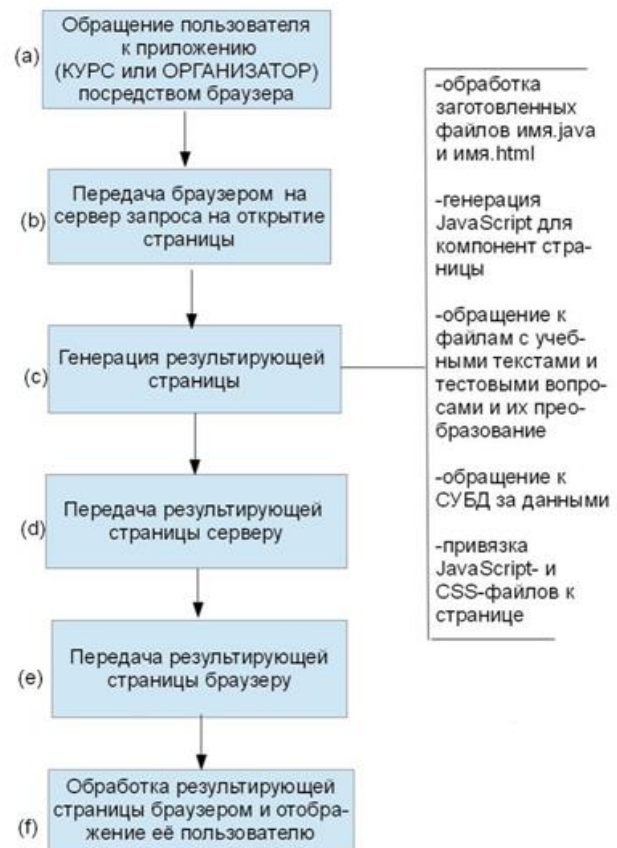 Обращение пользователя
к приложению
(КУРС или ОРГАНИЗАТОР)
посредством браузера
(a)
Передача браузером на
сервер запроса на открытие
страницы
(b)
Генерация результирующей
страницы
(c)
Передача результирующей
страницы серверу
(d)
Передача результирующей
страницы браузеру
(e)
Обработка результирующей
страницы браузером и отобра-
жение её пользователю
(f)
-обработка
заготовленных
файлов имя.java
и имя.html
-генерация
JavaScript для
компонент стра-
ницы
-обращение к
файлам с учеб-
ными текстами и
тестовыми вопро-
сами и их прео-
бразование
-обращение к
СУБД за данными
-привязка
JavaScript- и
CSS-файлов к
странице